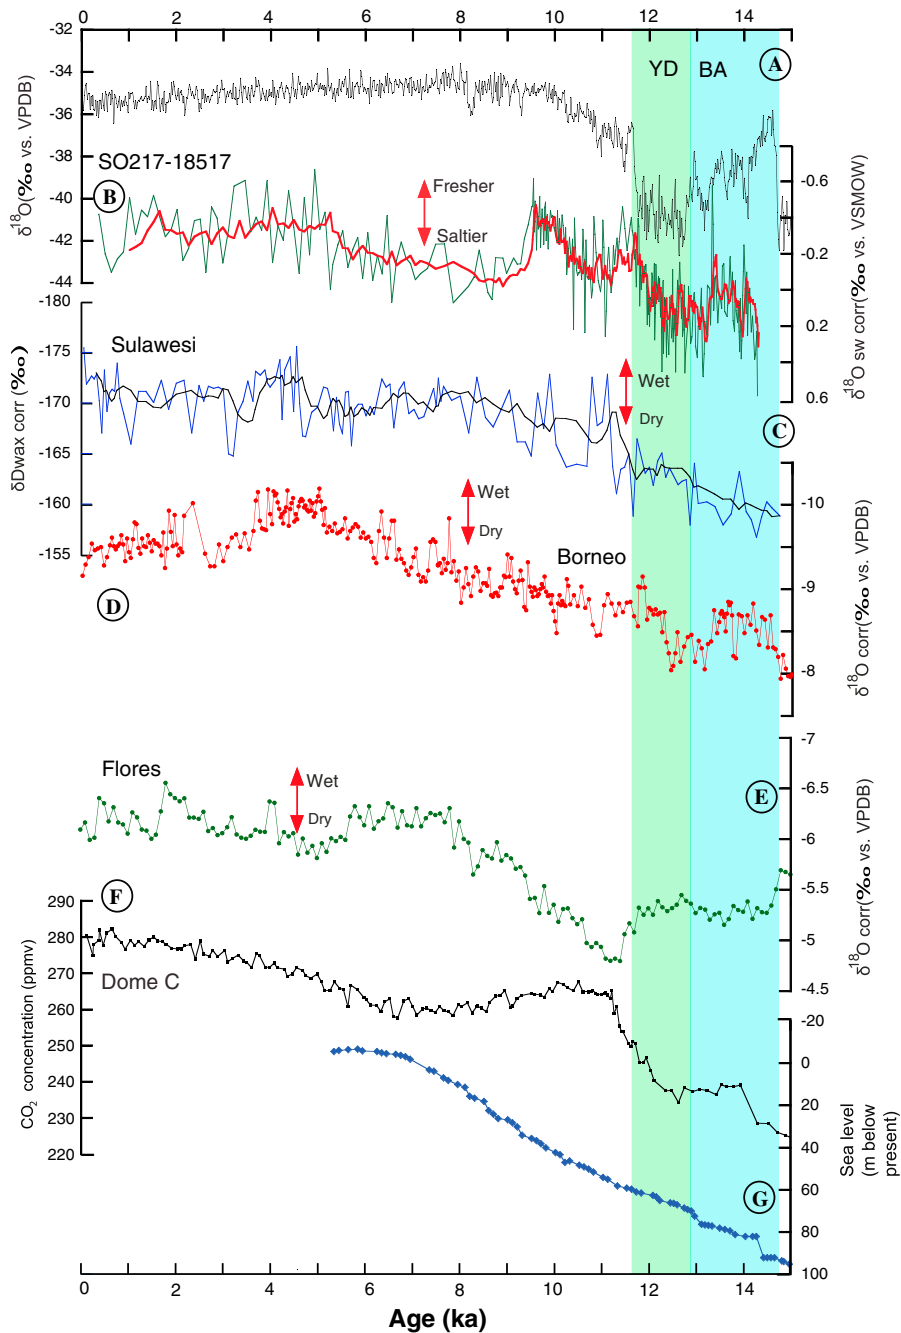 0 2 4 6 8 10 12 14
-32
-34
-36
-38
-40
-42
-44
δ18O(‰ vs. VPDB)
YD BA
A
SO217-18517
B
Fresher
Saltier
-0.6
-0.2
0.2
0.6
δ18O sw corr(‰ vs. VSMOW)
-180
-175
-170
-165
-160
-155
δDwax corr (‰)
Sulawesi
Wet
Dry
C
Wet
Dry
Borneo
D
-10
-9
-8
δ18O corr(‰ vs. VPDB)
Flores
Wet
Dry
E
-7
-6.5
-6
-5.5
-5
-4.5
δ18O corr(‰ vs. VPDB)
F
290
280
270
260
250
240
230
220
CO2 concentration (ppmv)
Dome C
G
-20
0
20
40
60
80
100
Sea level
(m below
present)
0 2 4 6 8 10 12 14
Age (ka)